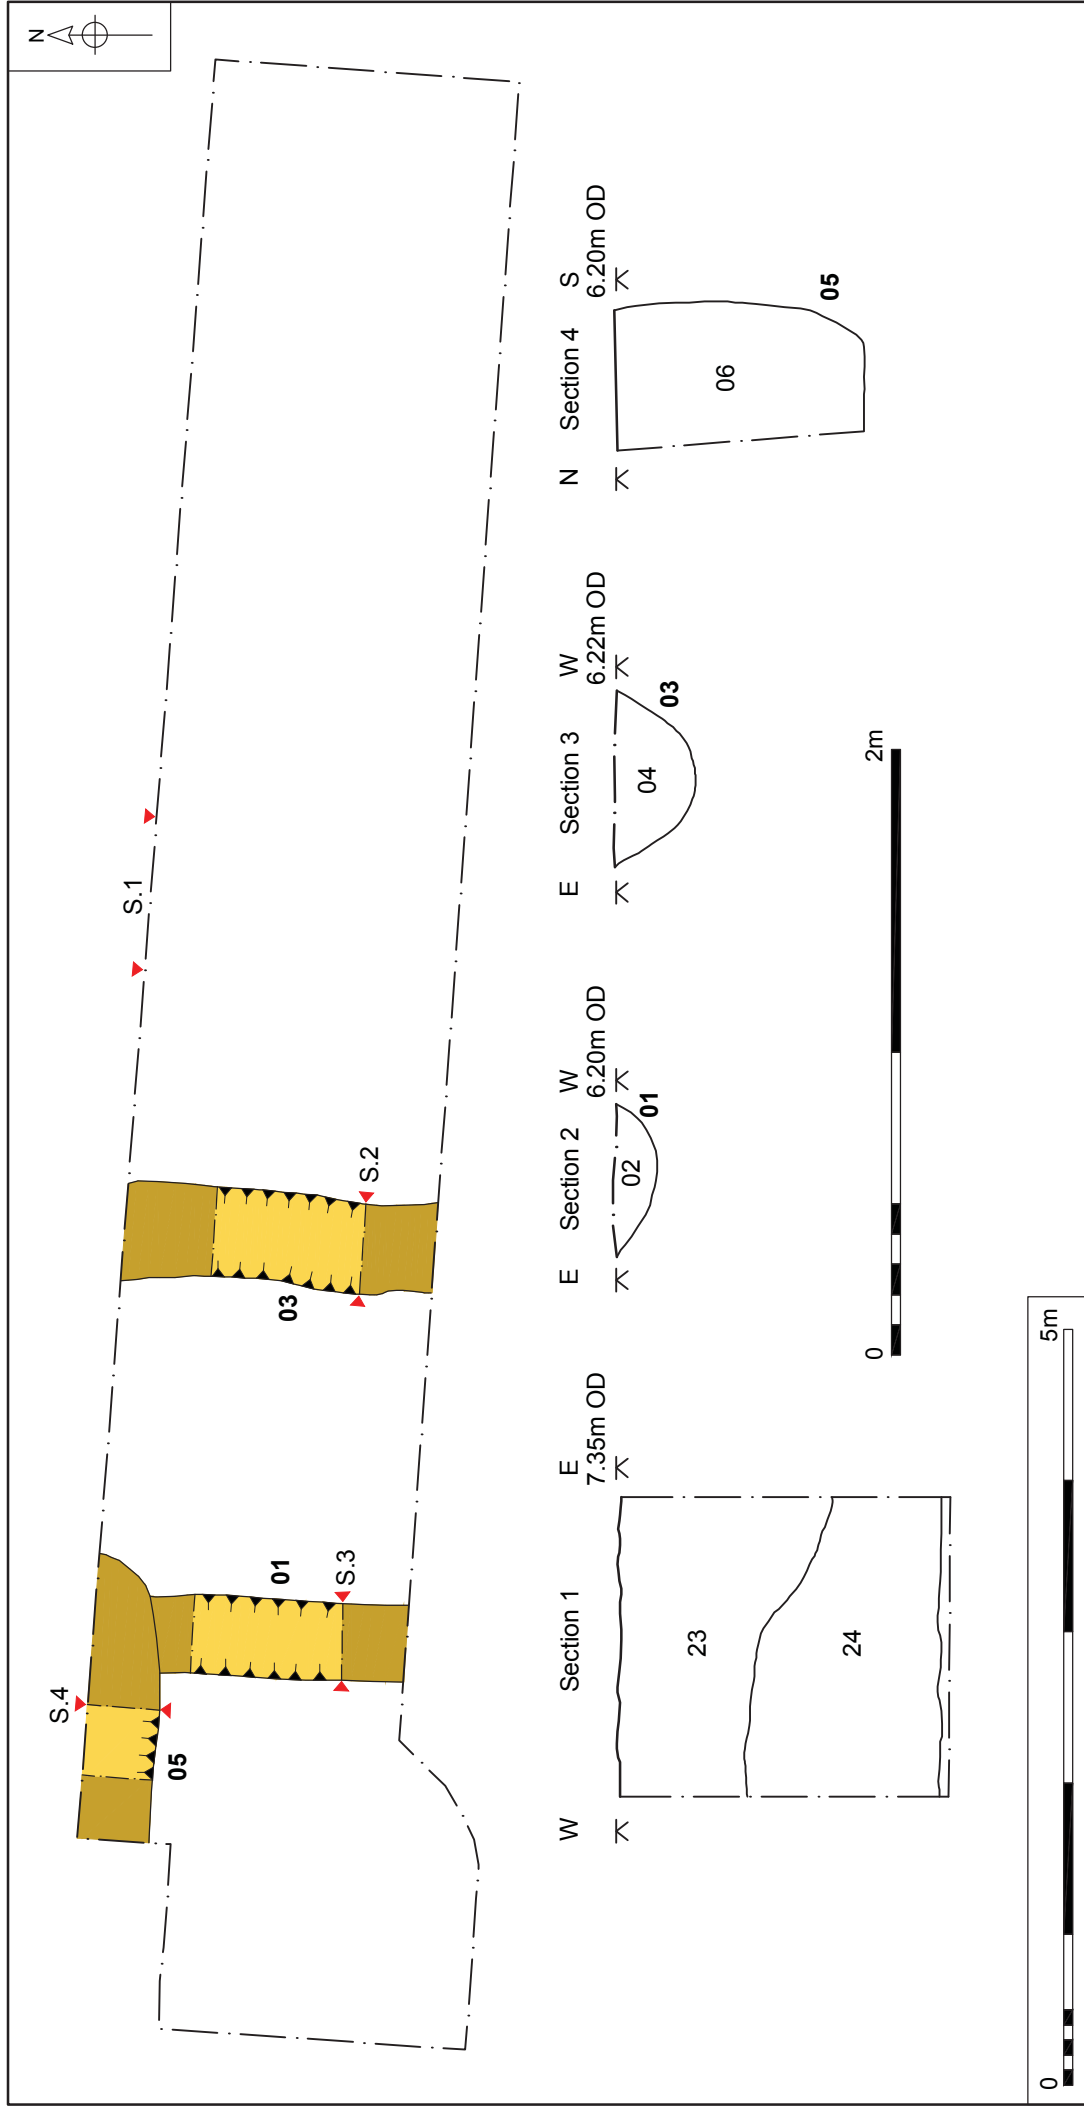 N
S.4
05
01
S.3
03
S.2
S.1
Section 1
W
E
7.35m OD
23
24
Section 2
E
W
6.20m OD
02
01
Section 3
E
W
6.22m OD
04
03
Section 4
N
S
6.20m OD
06
05
0
2m
0
5m